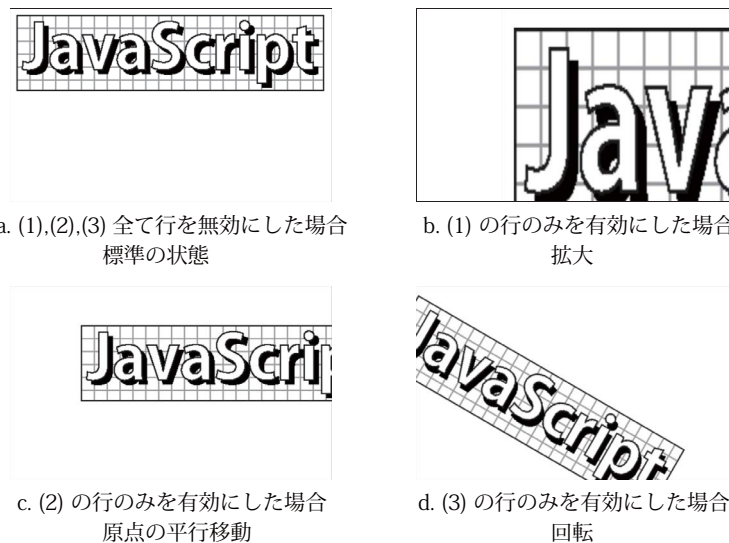 JavaScript
Java
a. (1),(2),(3) 全て行を無効にした場合
標準の状態
b. (1) の行のみを有効にした場合
拡大
JavaScrip
JavaScript
c. (2) の行のみを有効にした場合
原点の平行移動
d. (3) の行のみを有効にした場合
回転